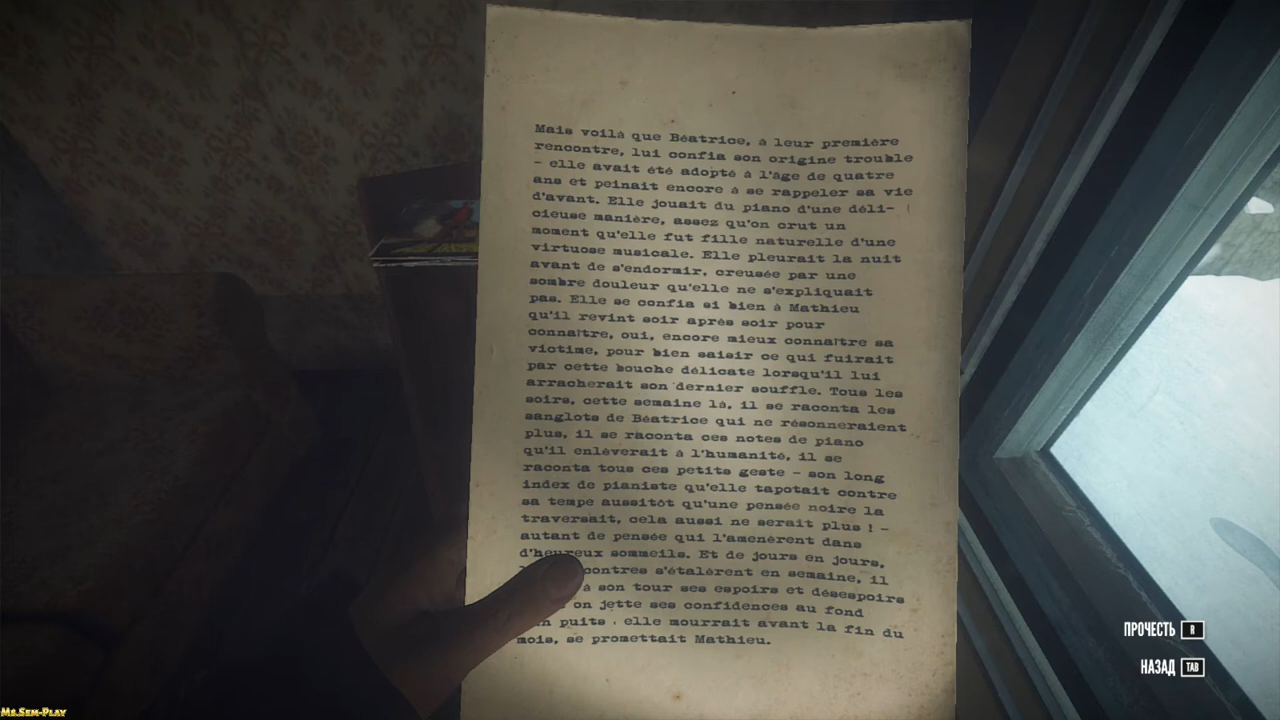 Mais voilà que Béatrice, à leur première
rencontre, lui confia son origine trouble
- elle avait été adopté à l'âge de quatre
ans et peinait encore à se rappeler sa vie
d'avant. Elle jouait du piano d'une déli-
cieuse manière, assez qu'on crut un
moment qu'elle fut fille naturelle d'une
virtuose musicale. Elle pleurait la nuit
avant de s'endormir, creusée par une
sombre douleur qu'elle ne s'expliquait
pas. Elle se confia si bien à Mathieu
qu'il revint soir après soir pour
connaître, oui, encore mieux connaître sa
victime, pour bien saisir ce qui fuirait
par cette bouche délicate lorsqu'il lui
arracherait son dernier souffle. Tous les
soirs, cette semaine là, il se raconta les
sanglots de Béatrice qui ne résonneraient
plus, il se raconta ces notes de piano
qu'il enlèverait à l'humanité, il se
raconta tous ces petits geste - son long
index de pianiste qu'elle tapotait contre
sa tempe aussitôt qu'une pensée noire la
traversait, cela aussi ne serait plus ! -
autant de pensée qui l'amenèrent dans
d'heureux sommeils. Et de jours en jours,
s'étalèrent en semaine, il
à son tour ses espoirs et désespoirs
on jette ses confidences au fond
puits . elle mourrait avant la fin du
mois, se promettait Mathieu.
ПРОЧЕСТЬ R
НАЗАД TAB
Ms.Sem-Play